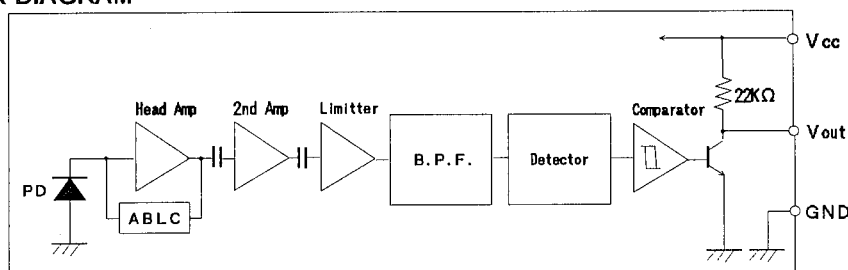 DIAGRAM
Vcc
Head Amp
2nd Amp
Limitter
Comparator
22KΩ
Vout
B.P.F.
Detector
PD
ABLC
GND